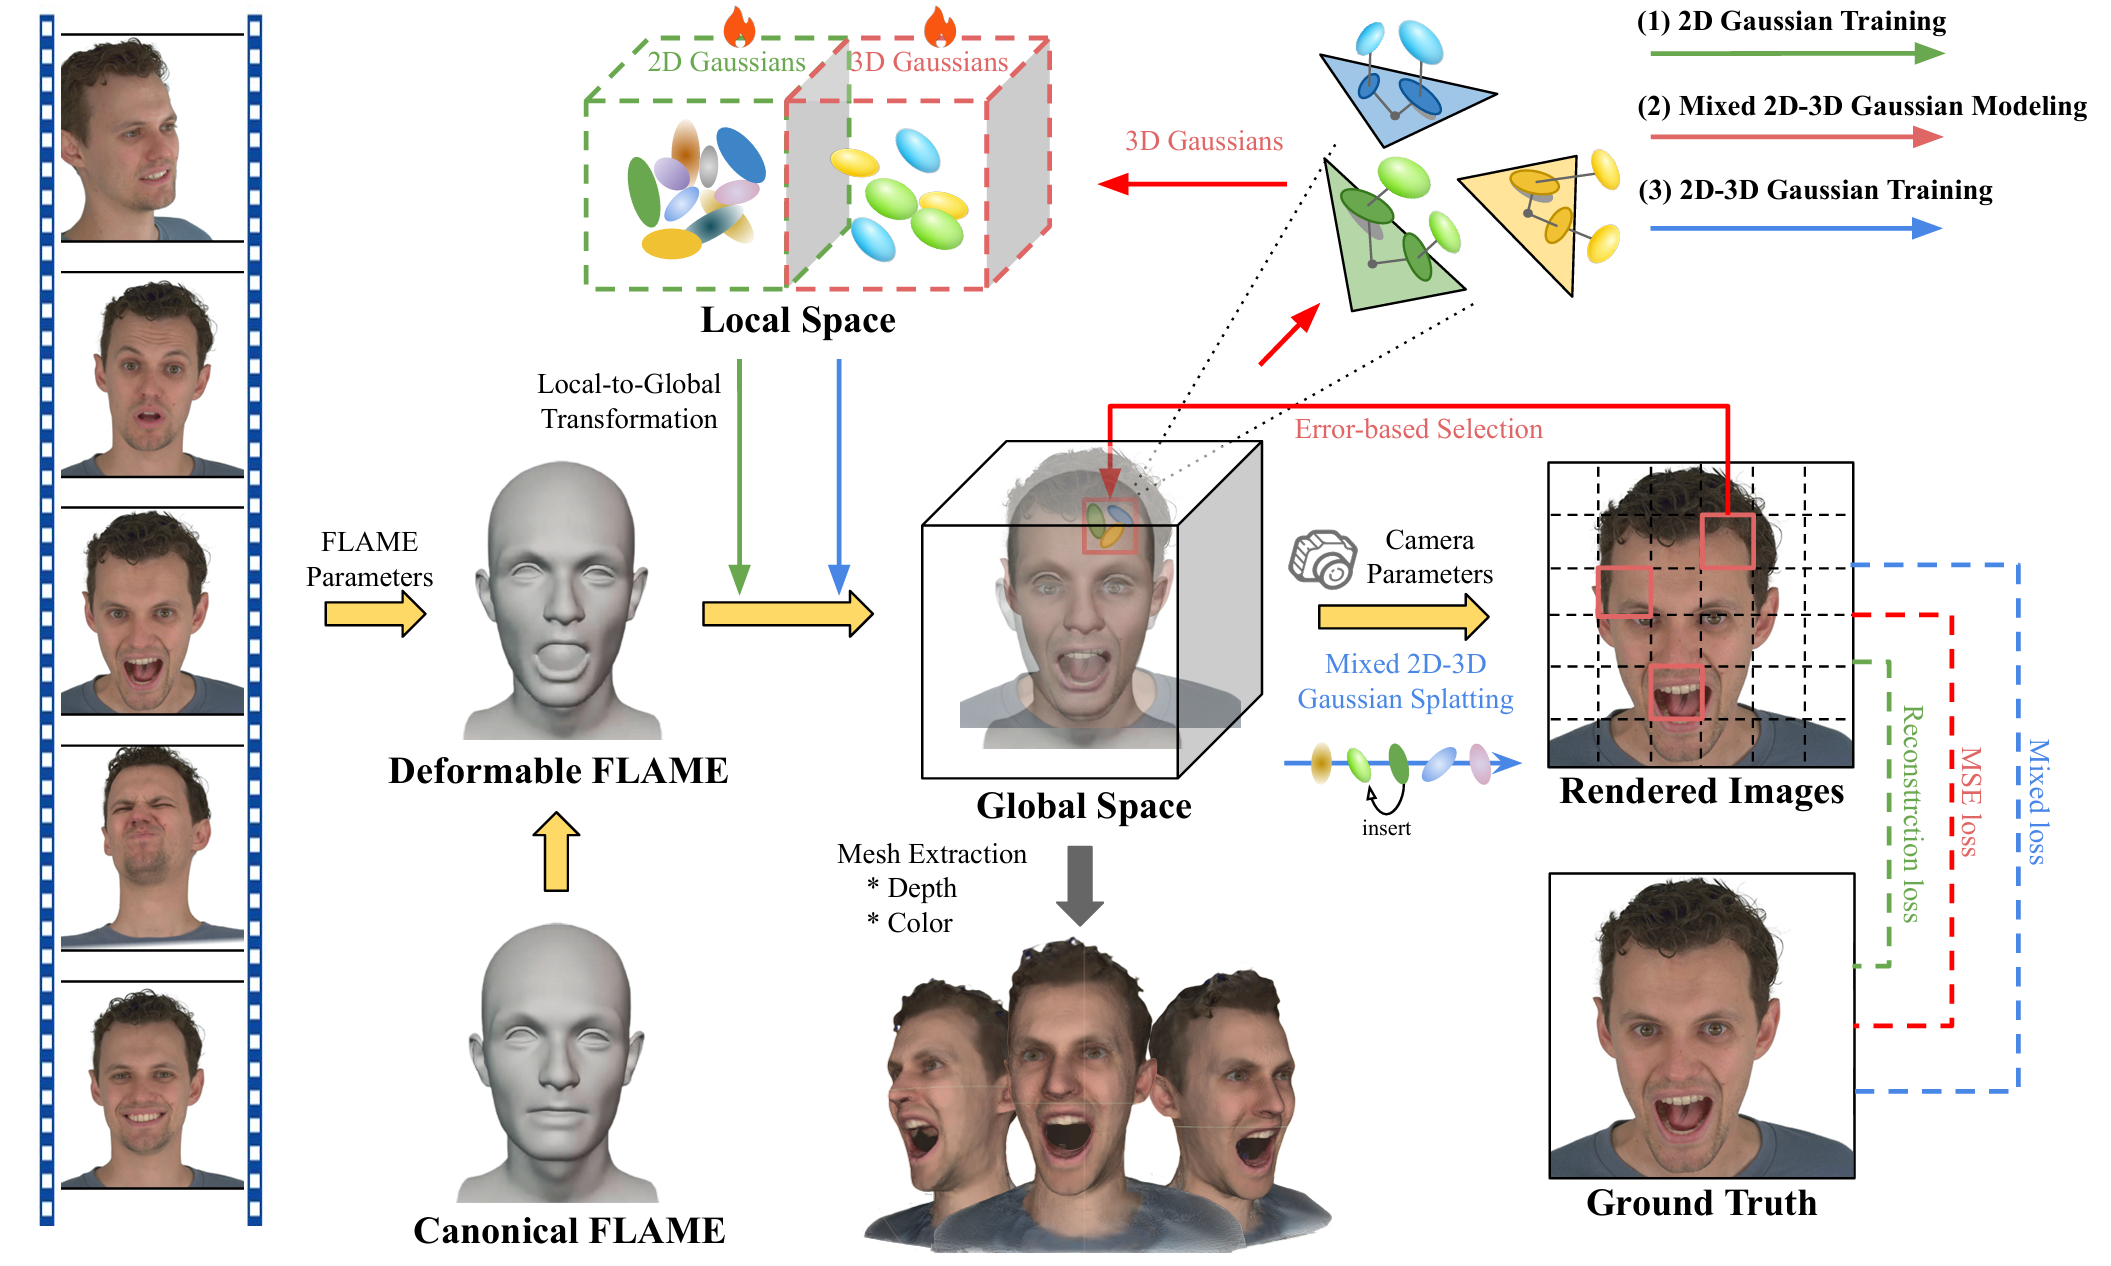 2D Gaussians
3D Gaussians
Local Space
3D Gaussians
(1) 2D Gaussian Training
(2) Mixed 2D-3D Gaussian Modeling
(3) 2D-3D Gaussian Training
Local-to-Global
Transformation
Error-based Selection
FLAME
Parameters
Camera
Parameters
Mixed 2D-3D
Gaussian Splatting
insert
Deformable FLAME
Global Space
Rendered Images
Reconsttrction loss
MSE loss
Mixed loss
Mesh Extraction
* Depth
* Color
Canonical FLAME
Ground Truth